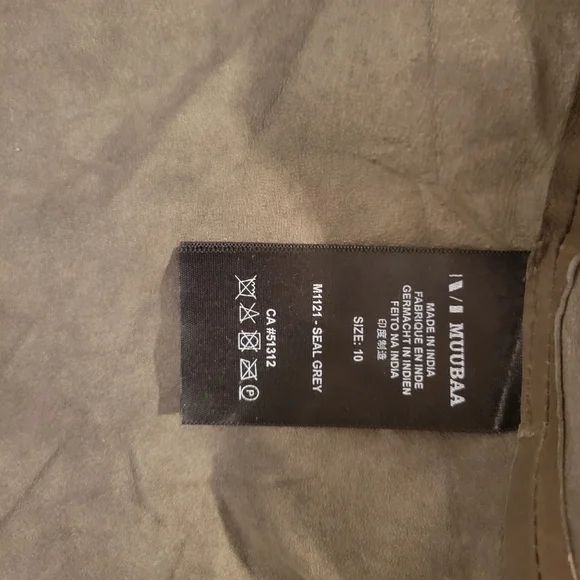 MUUBAA
MADE IN INDIA
FABRIQUE EN INDE
GERMACHT IN INDIEN
FEITO NA INDIA
印度制造
SIZE: 10
M1121 - SEAL GREY
CA #51312
P